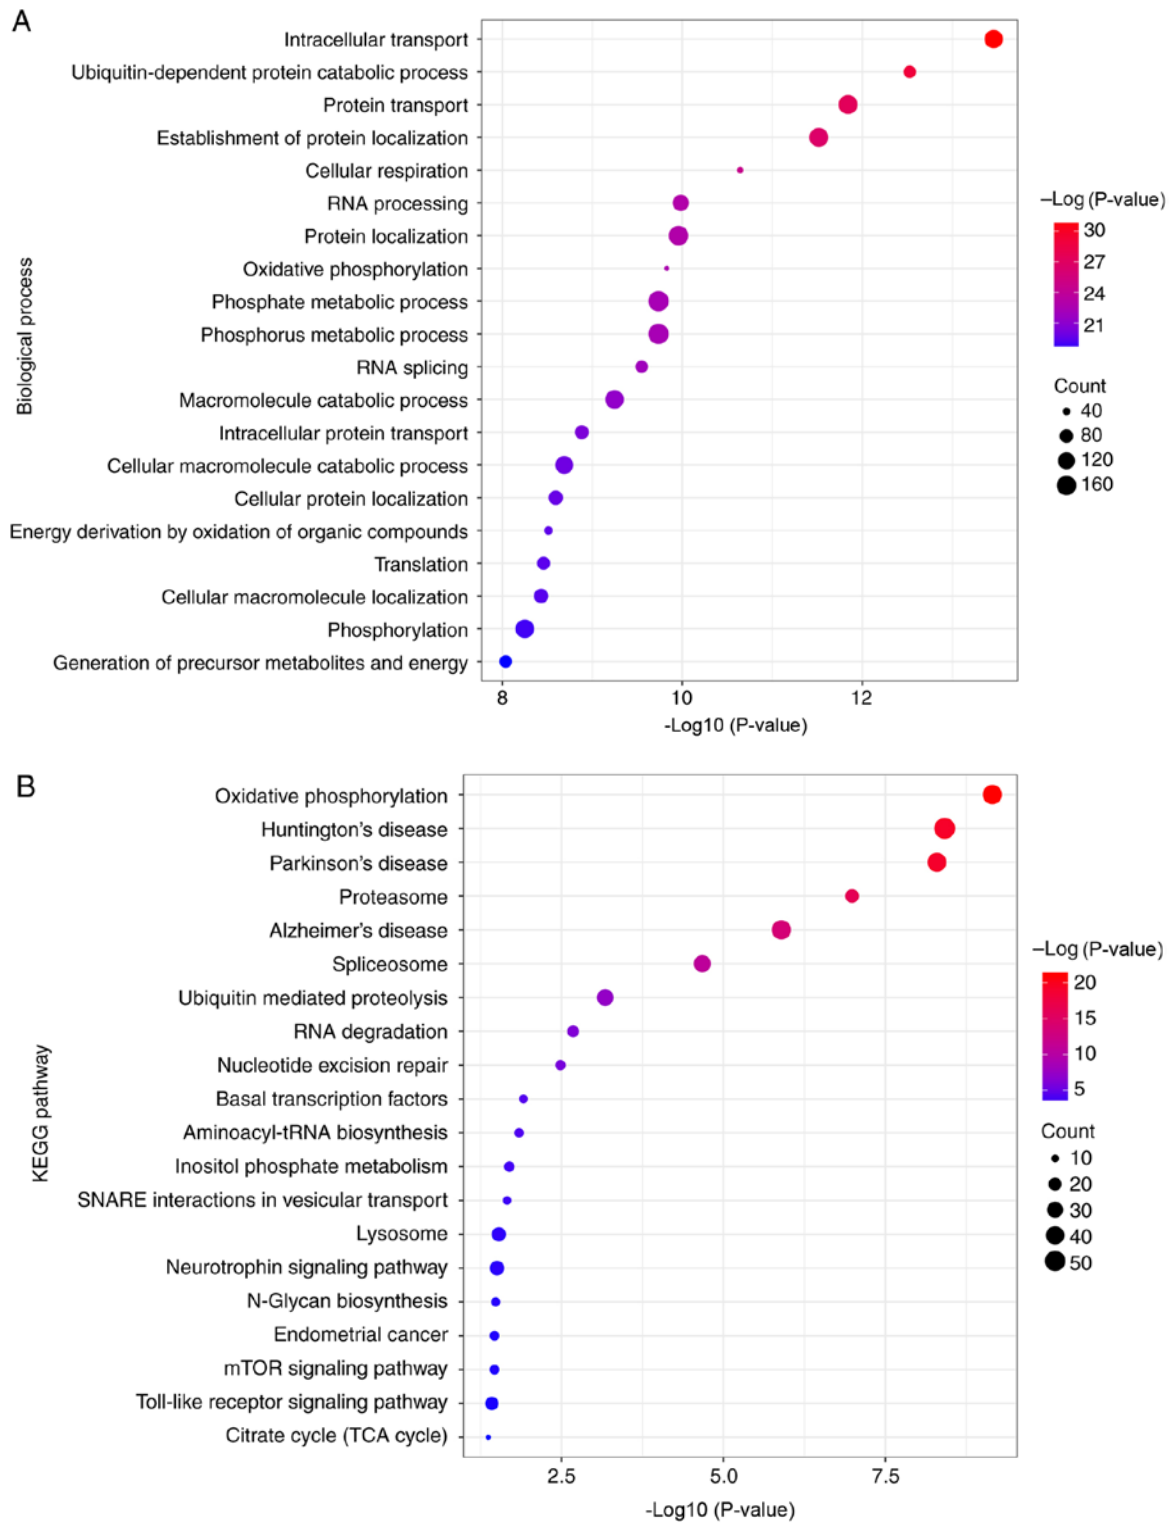 A
Biological process
Intracellular transport
Ubiquitin-dependent protein catabolic process
Protein transport
Establishment of protein localization
Cellular respiration
RNA processing
Protein localization
Oxidative phosphorylation
Phosphate metabolic process
Phosphorus metabolic process
RNA splicing
Macromolecule catabolic process
Intracellular protein transport
Cellular macromolecule catabolic process
Cellular protein localization
Energy derivation by oxidation of organic compounds
Translation
Cellular macromolecule localization
Phosphorylation
Generation of precursor metabolites and energy
8 10 12
-Log10 (P-value)
–Log (P-value)
30
27
24
21
Count
40
80
120
160
B
KEGG pathway
Oxidative phosphorylation
Huntington's disease
Parkinson's disease
Proteasome
Alzheimer's disease
Spliceosome
Ubiquitin mediated proteolysis
RNA degradation
Nucleotide excision repair
Basal transcription factors
Aminoacyl-tRNA biosynthesis
Inositol phosphate metabolism
SNARE interactions in vesicular transport
Lysosome
Neurotrophin signaling pathway
N-Glycan biosynthesis
Endometrial cancer
mTOR signaling pathway
Toll-like receptor signaling pathway
Citrate cycle (TCA cycle)
2.5 5.0 7.5
-Log10 (P-value)
–Log (P-value)
20
15
10
5
Count
10
20
30
40
50